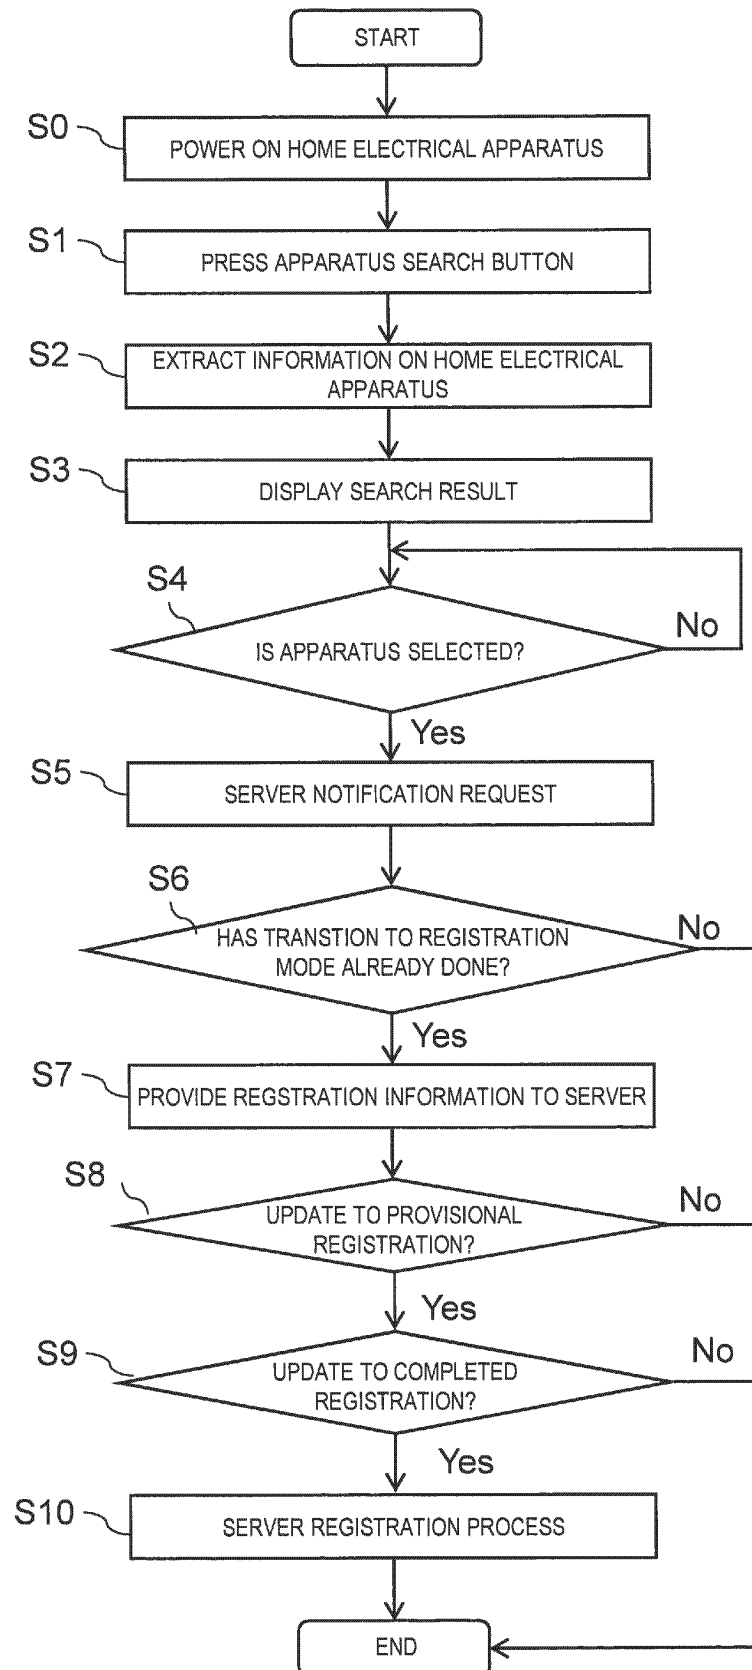 START
S0
POWER ON HOME ELECTRICAL APPARATUS
S1
PRESS APPARATUS SEARCH BUTTON
S2
EXTRACT INFORMATION ON HOME ELECTRICAL
APPARATUS
S3
DISPLAY SEARCH RESULT
S4
IS APPARATUS SELECTED?
No
Yes
S5
SERVER NOTIFICATION REQUEST
S6
HAS TRANSTION TO REGISTRATION
MODE ALREADY DONE?
No
Yes
S7
PROVIDE REGSTRATION INFORMATION TO SERVER
S8
UPDATE TO PROVISIONAL
REGISTRATION?
No
Yes
S9
UPDATE TO COMPLETED
REGISTRATION?
No
Yes
S10
SERVER REGISTRATION PROCESS
END